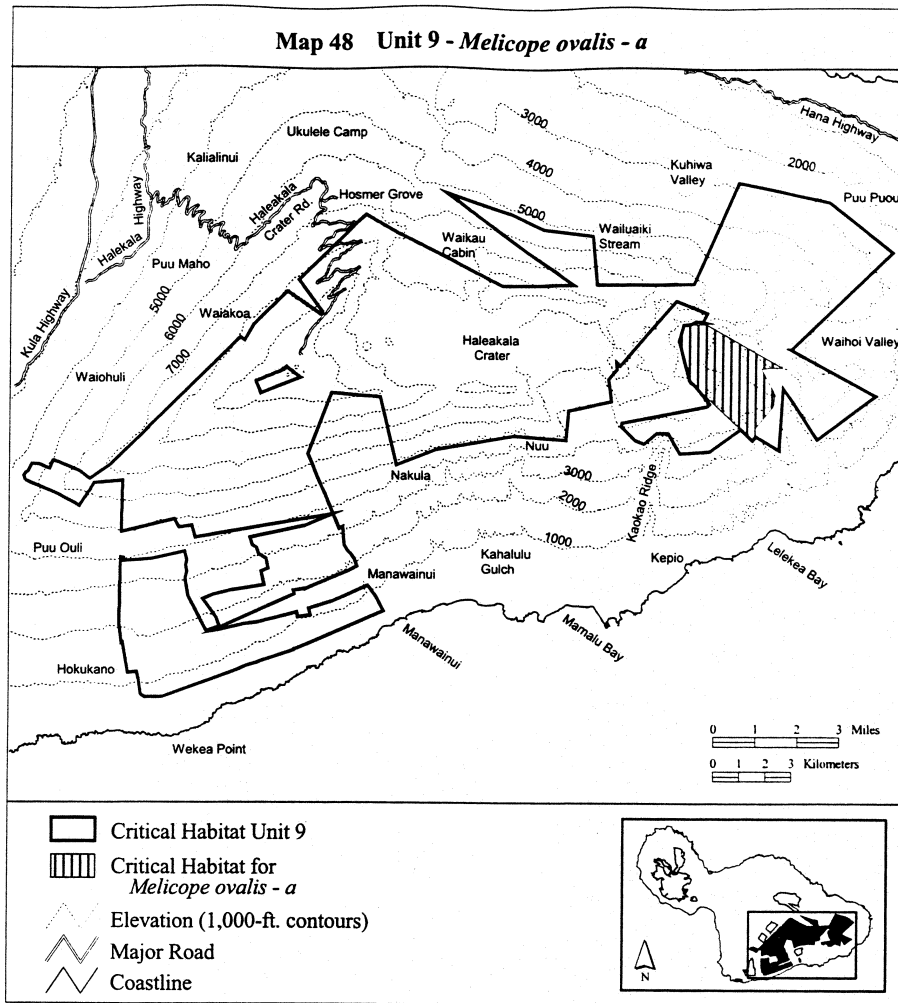 Map 48 Unit 9 - Melicope ovalis - a
Hana Highway
3000
Ukulele Camp
Kalialinui
4000
Kuhiwa
Valley
2000
Halekala Highway
Haleakala
Crater Rd.
Hosmer Grove
Puu Puou
5000
Wailuaiki
Stream
Waikau
Cabin
Puu Maho
Kula Highway
5000
6000
7000
Waiakoa
Haleakala
Crater
Waihoi Valley
Waiohuli
Nuu
Nakula
3000
2000
1000
Kaokao Ridge
Puu Ouli
Manawainui
Kahalulu
Gulch
Kepio
Lelekea Bay
Hokukano
Manawainui
Mamalu Bay
Wekea Point
0 1 2 3 Miles
0 1 2 3 Kilometers
Critical Habitat Unit 9
Critical Habitat for
Melicope ovalis - a
Elevation (1,000-ft. contours)
Major Road
Coastline
N